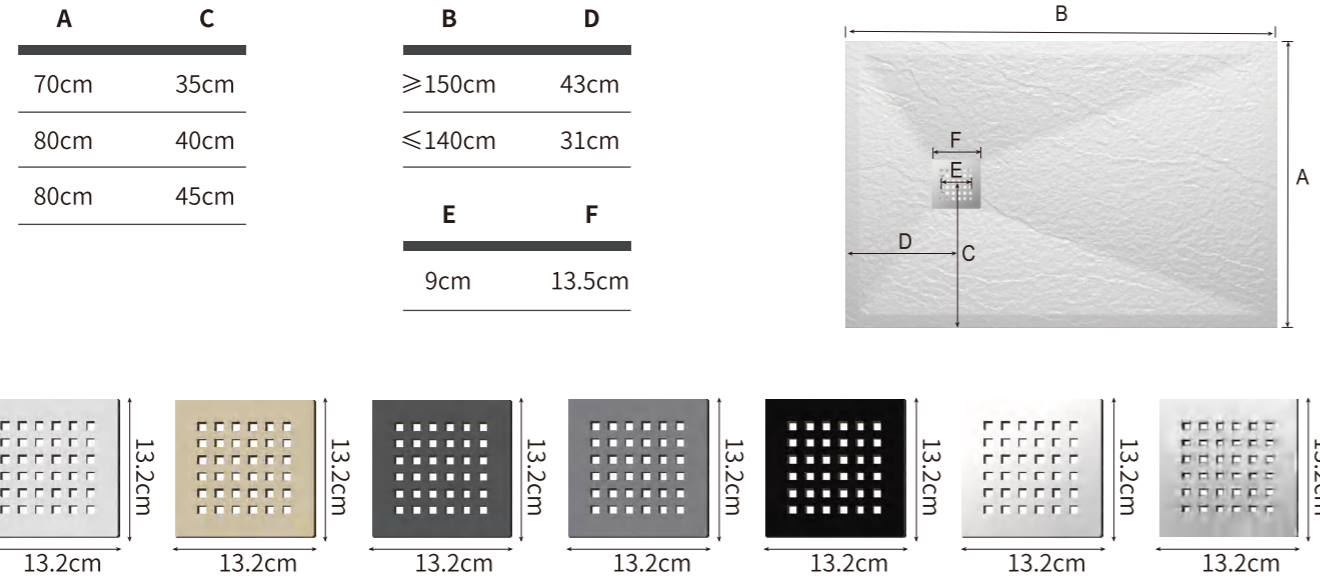 A C
70cm 35cm
80cm 40cm
80cm 45cm
B D
⩾150cm 43cm
⩽140cm 31cm
E F
9cm 13.5cm
B
A
F
E
D
C
13.2cm
13.2cm
13.2cm
13.2cm
13.2cm
13.2cm
13.2cm
13.2cm
13.2cm
13.2cm
13.2cm
13.2cm
13.2cm
13.2cm